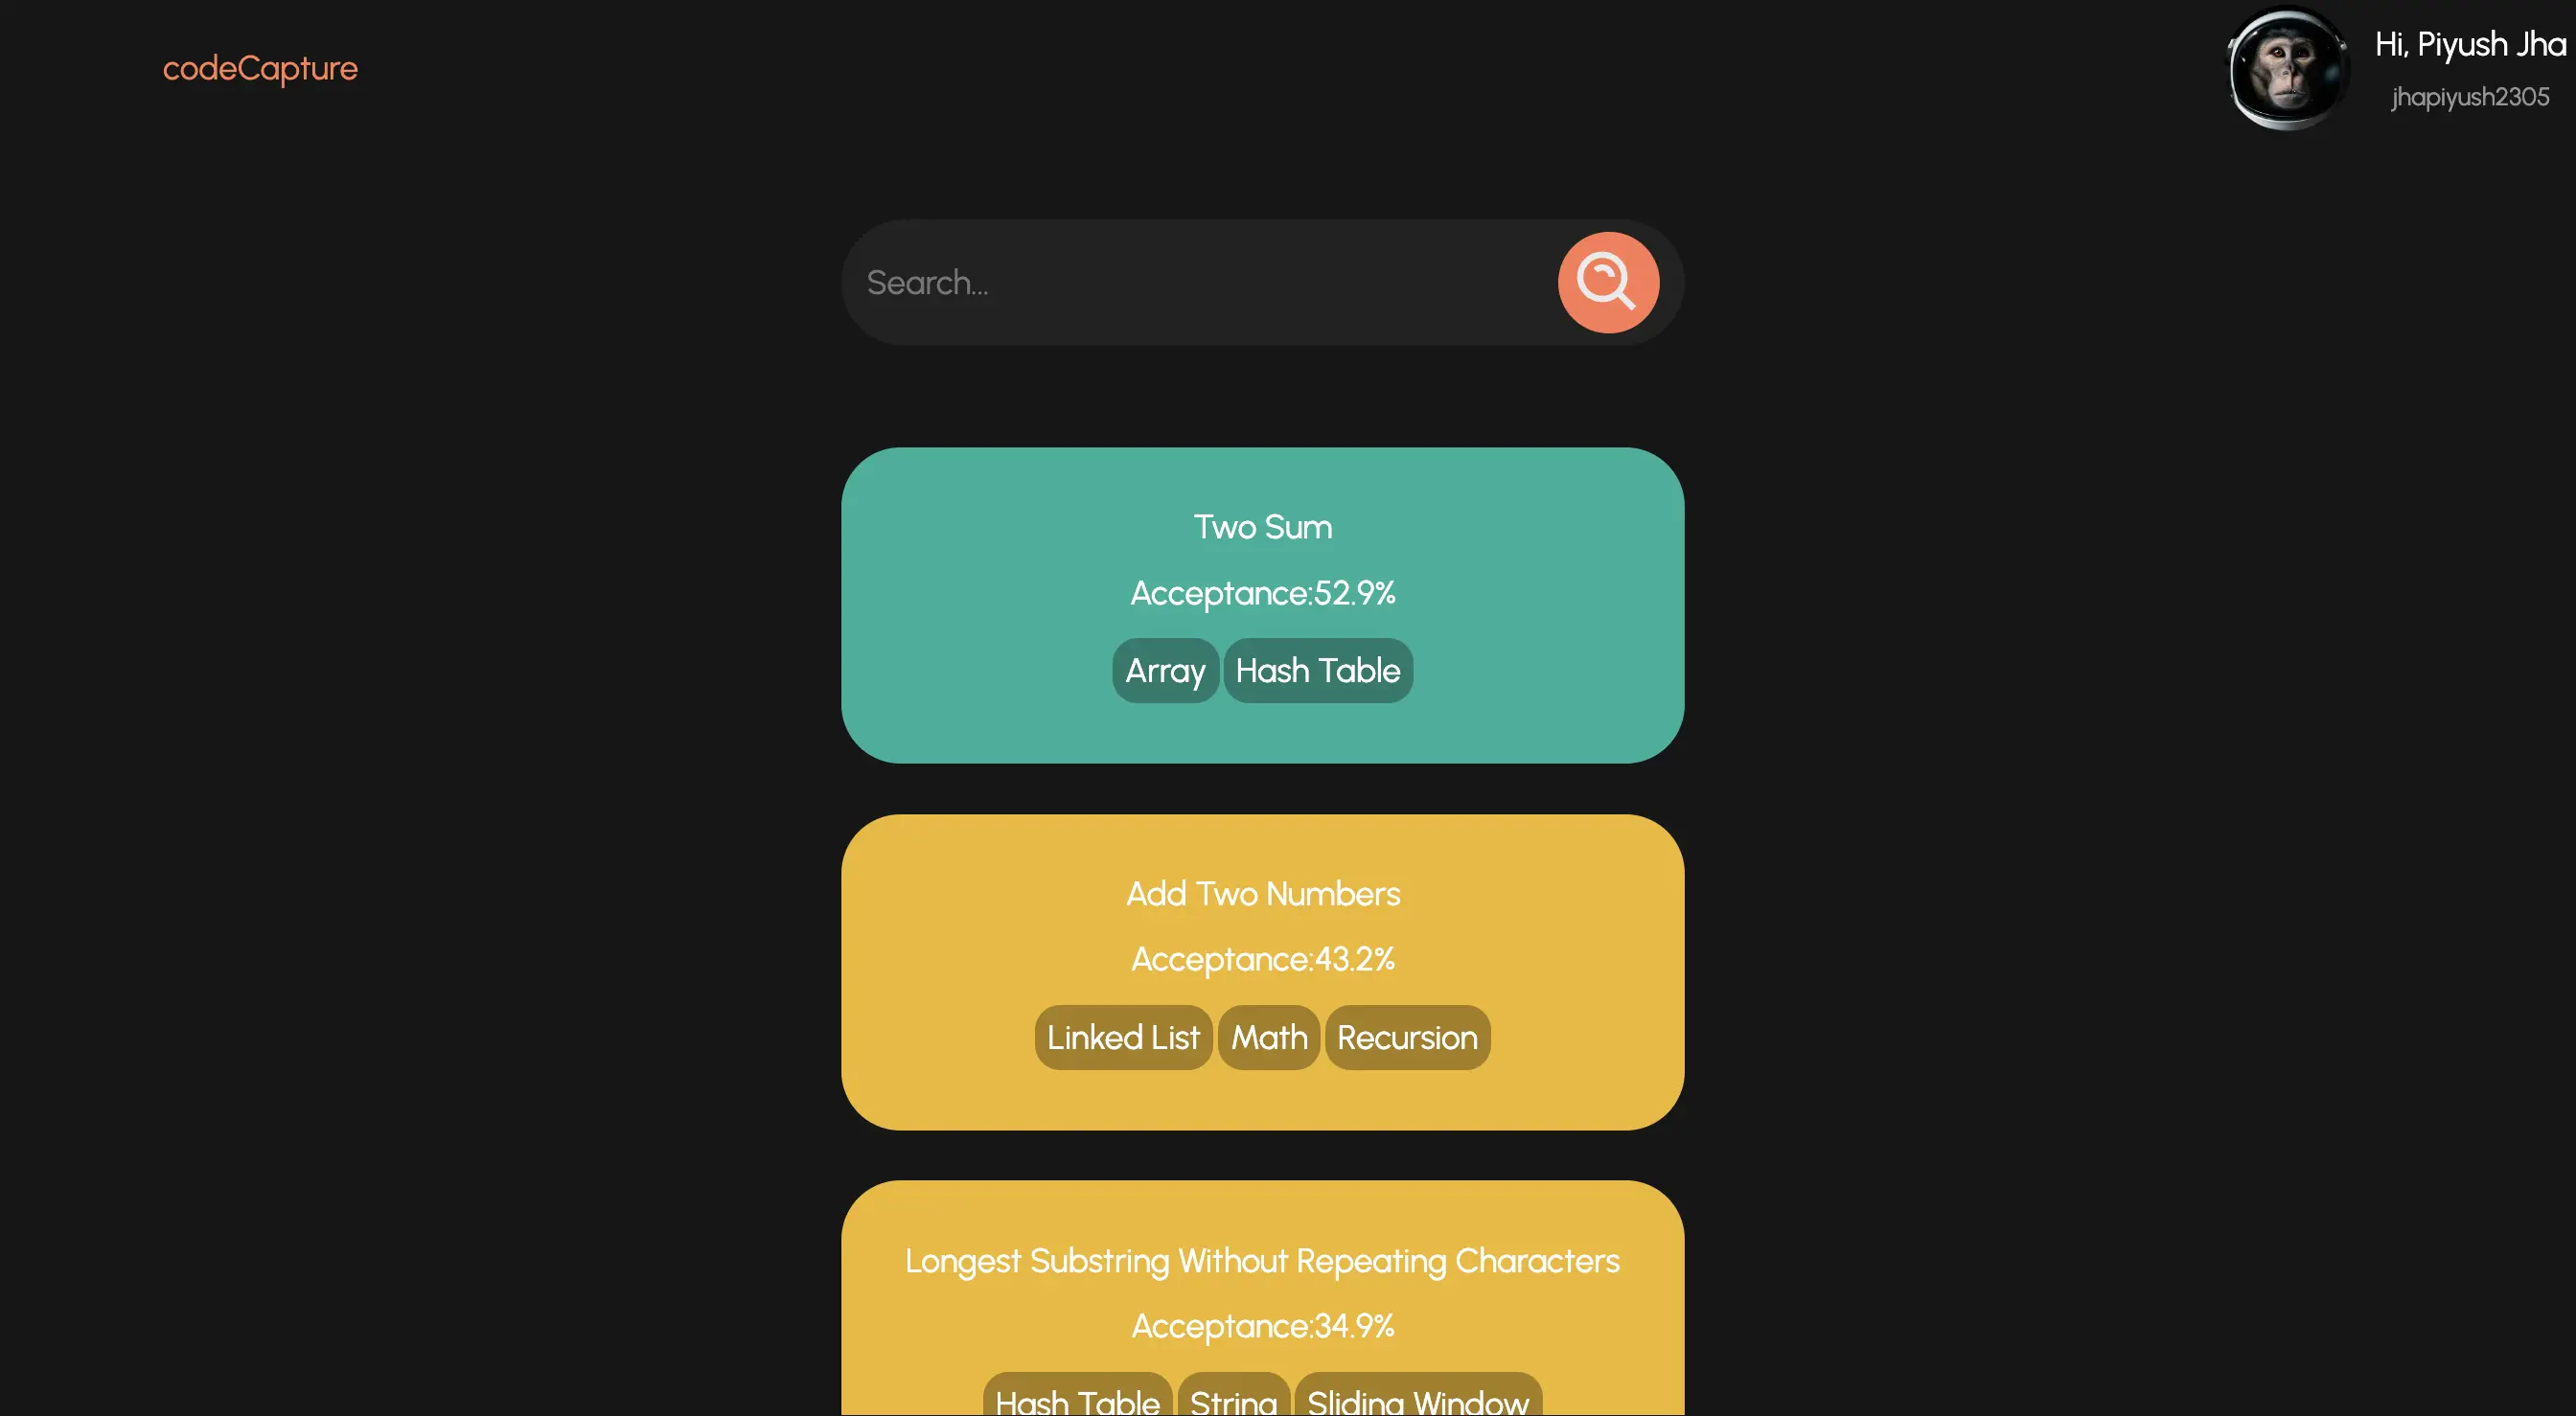 codeCapture
Hi, Piyush Jha
jhapiyush2305
Search...
Two Sum
Acceptance:52.9%
Array Hash Table
Add Two Numbers
Acceptance:43.2%
Linked List Math Recursion
Longest Substring Without Repeating Characters
Acceptance:34.9%
Hash Table String Sliding Window